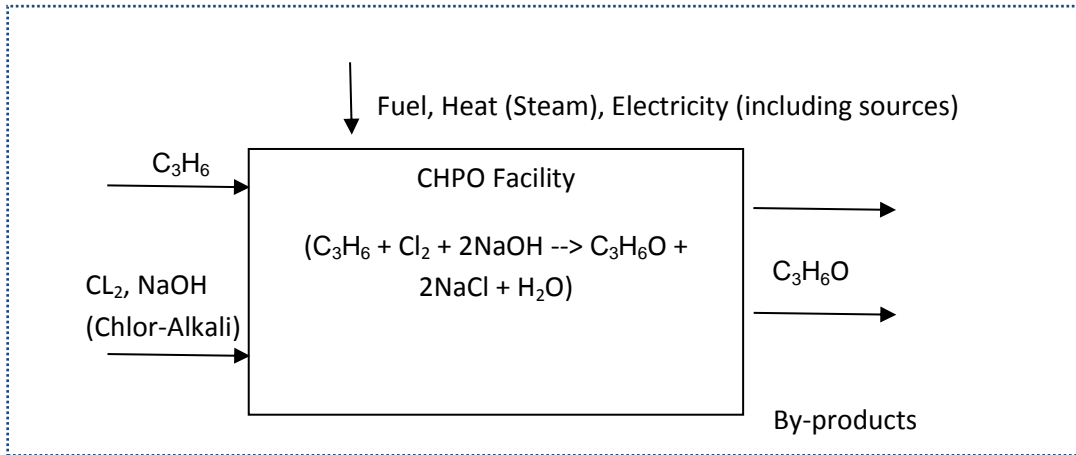 Fuel, Heat (Steam), Electricity (including sources)
C₃H₆
CHPO Facility
(C₃H₆ + Cl₂ + 2NaOH --> C₃H₆O +
2NaCl + H₂O)
CL₂, NaOH
(Chlor-Alkali)
C₃H₆O
By-products